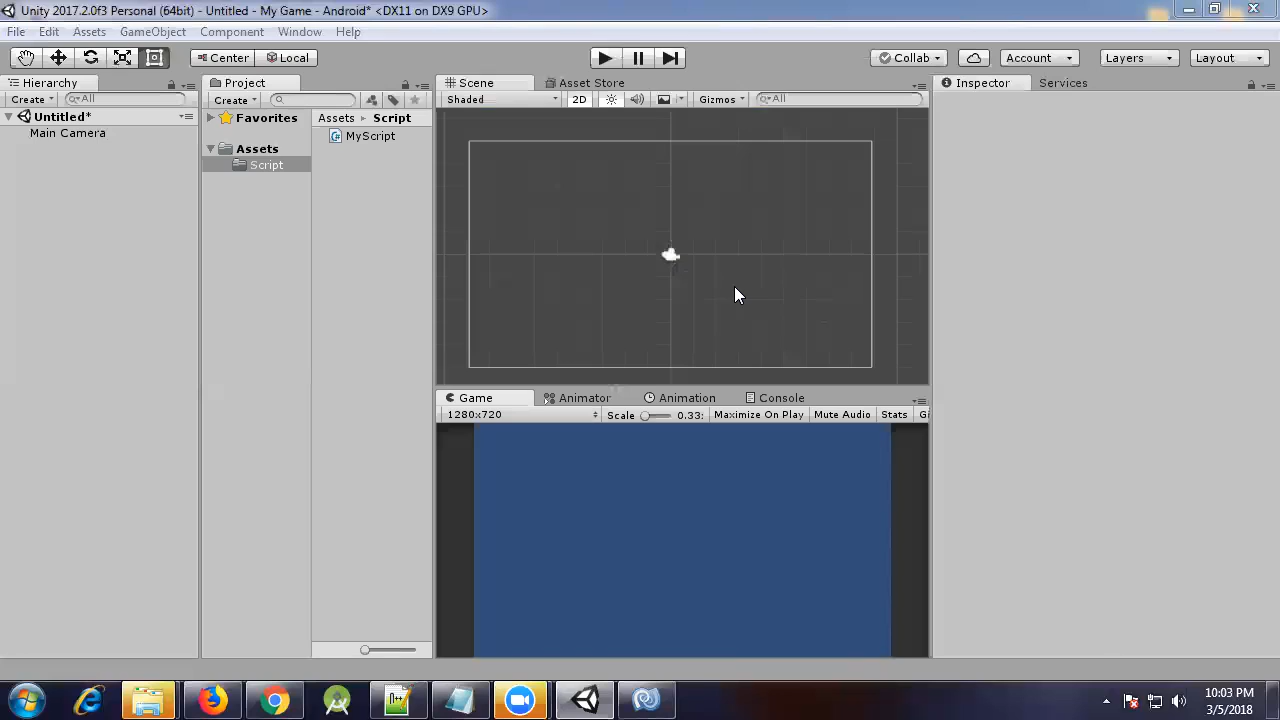 Unity 2017.2.0f3 Personal (64bit) - Untitled - My Game - Android* <DX11 on DX9 GPU>
File Edit Assets GameObject Component Window Help
Center Local Collab Account Layers Layout
Hierarchy Project Scene Asset Store Inspector Services
Create All Create Shaded 2D Gizmos All
Untitled* Favorites Assets Script
Main Camera MyScript
Assets
Script
Game Animator Animation Console
1280x720 Scale 0.33: Maximize On Play Mute Audio Stats Gi
10:03 PM
3/5/2018